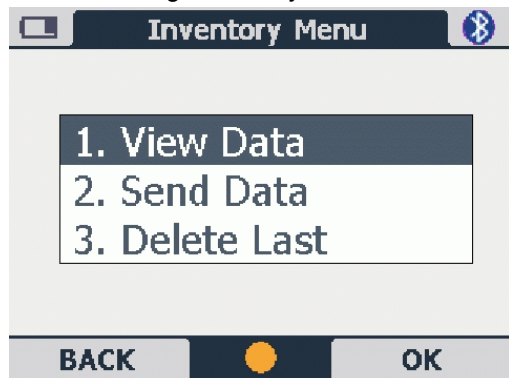 Inventory Menu
1. View Data
2. Send Data
3. Delete Last
BACK
OK